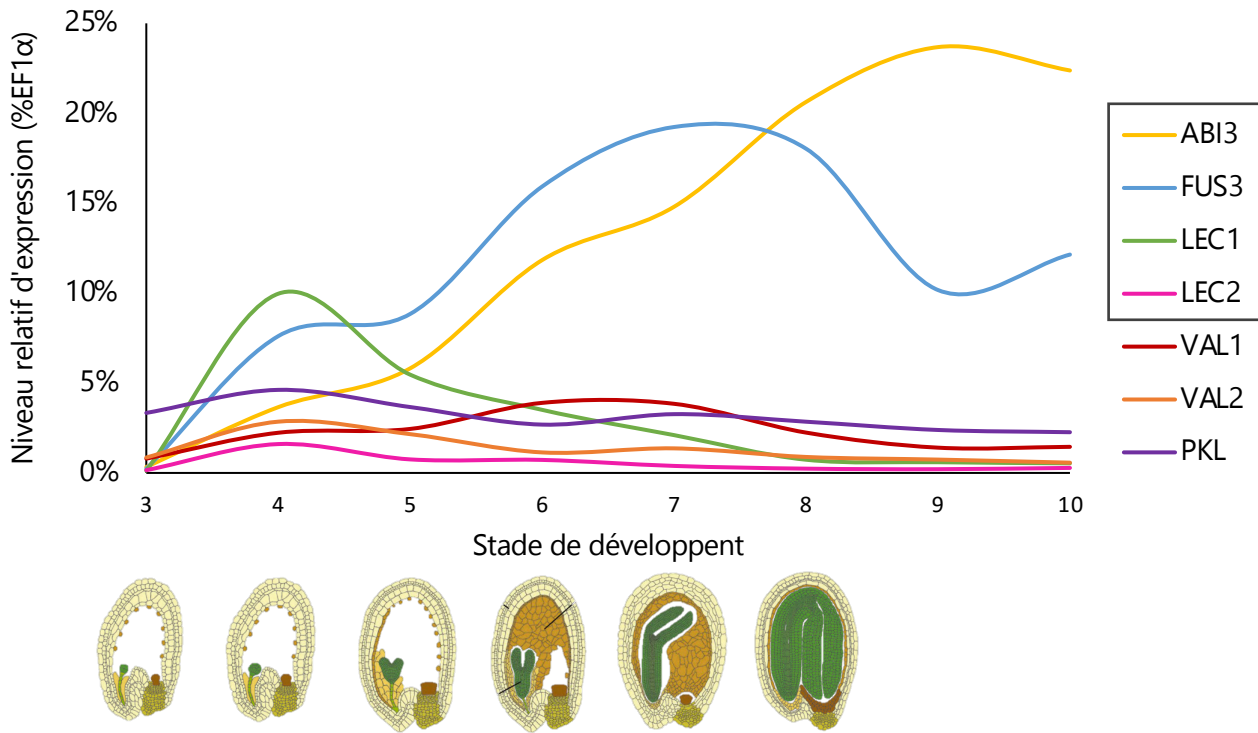 Niveau relatif d'expression (%EF1α)
25%
20%
15%
10%
5%
0%
3 4 5 6 7 8 9 10
Stade de développent
ABI3
FUS3
LEC1
LEC2
VAL1
VAL2
PKL